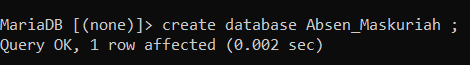 MariaDB [(none)]> create database Absen_Maskuriah ;
Query OK, 1 row affected (0.002 sec)